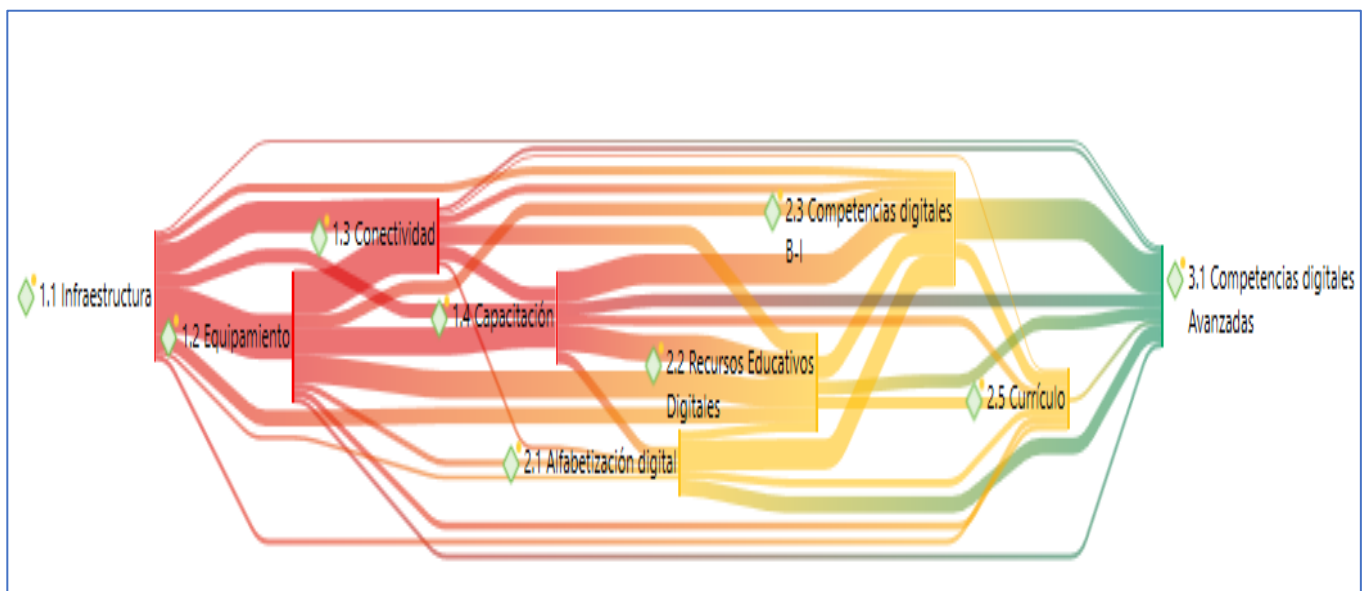 1.1 Infraestructura
1.2 Equipamiento
1.3 Conectividad
1.4 Capacitación
2.1 Alfabetización digital
2.2 Recursos Educativos
Digitales
2.3 Competencias digitales
B-I
2.5 Currículo
3.1 Competencias digitales
Avanzadas